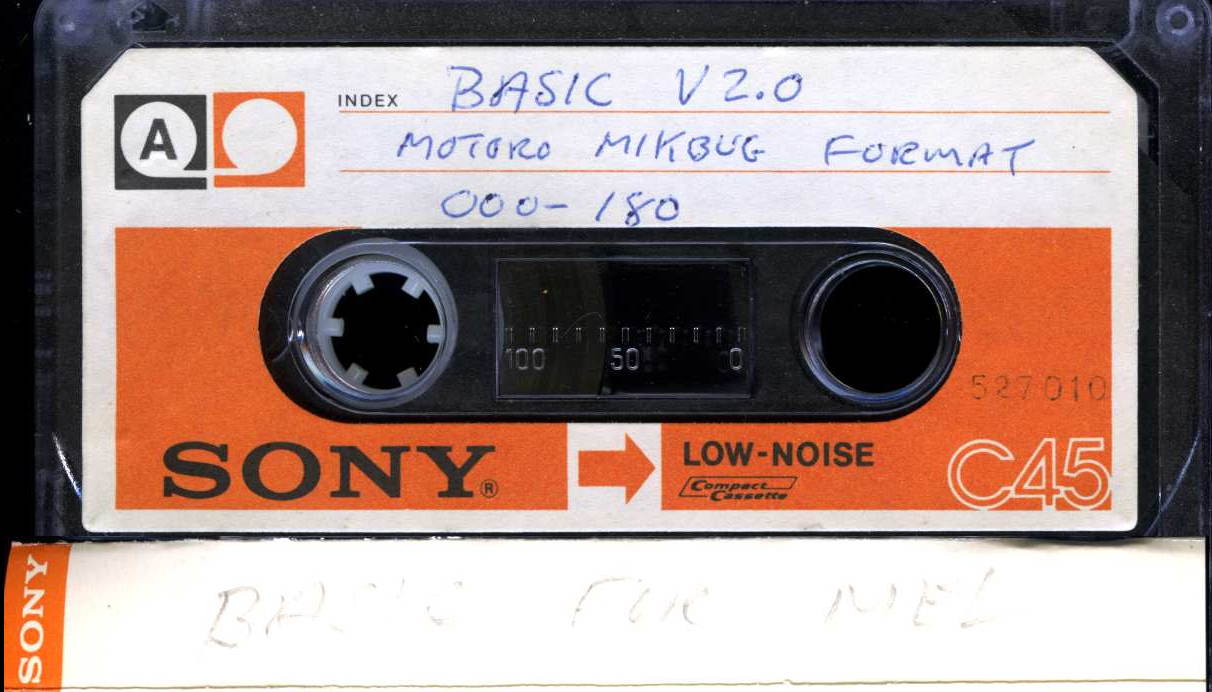 A
INDEX BASIC V2.0
MOTORO MIKBUG FORMAT
000-180
100 50 0
527010
SONY® LOW-NOISE C45
Compact Cassette
SONY BASIC FOR MEL